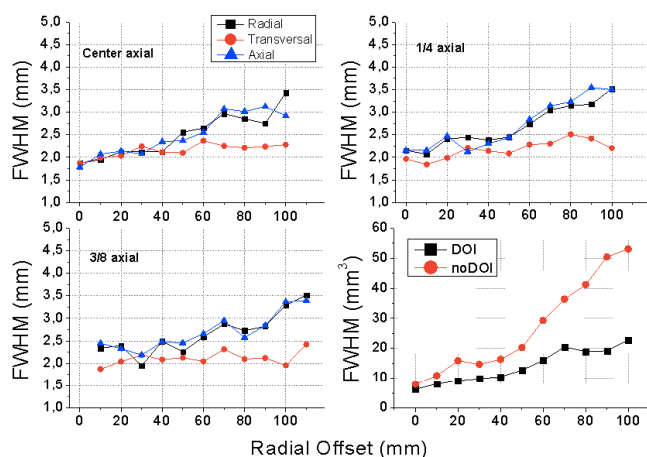 Center axial
Radial
Transversal
Axial
5,0
4,5
4,0
3,5
3,0
2,5
2,0
1,5
1,0
FWHM (mm)
0 20 40 60 80 100
1/4 axial
5,0
4,5
4,0
3,5
3,0
2,5
2,0
1,5
1,0
FWHM (mm)
0 20 40 60 80 100
3/8 axial
5,0
4,5
4,0
3,5
3,0
2,5
2,0
1,5
1,0
FWHM (mm)
0 20 40 60 80 100
DOI
noDOI
60
50
40
30
20
10
0
FWHM (mm³)
0 20 40 60 80 100
Radial Offset (mm)